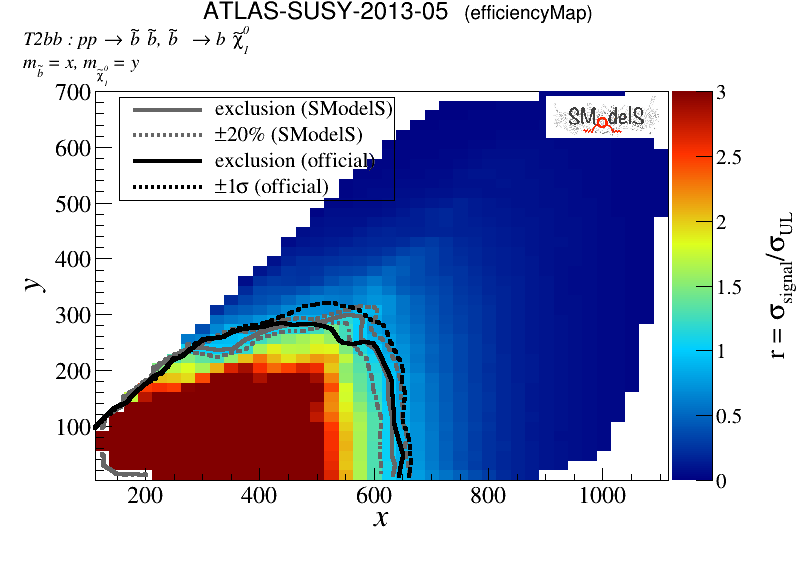 ATLAS-SUSY-2013-05 (efficiencyMap)
T2bb : pp → b̃ b̃, b̃ → b χ̃₁⁰
m_b̃ = x, m_χ̃₁⁰ = y
exclusion (SModelS)
±20% (SModelS)
exclusion (official)
±1σ (official)
SModelS
700
600
500
400
300
200
100
y
200
400
600
800
1000
x
3
2.5
2
1.5
1
0.5
0
r = σ_signal/σ_UL